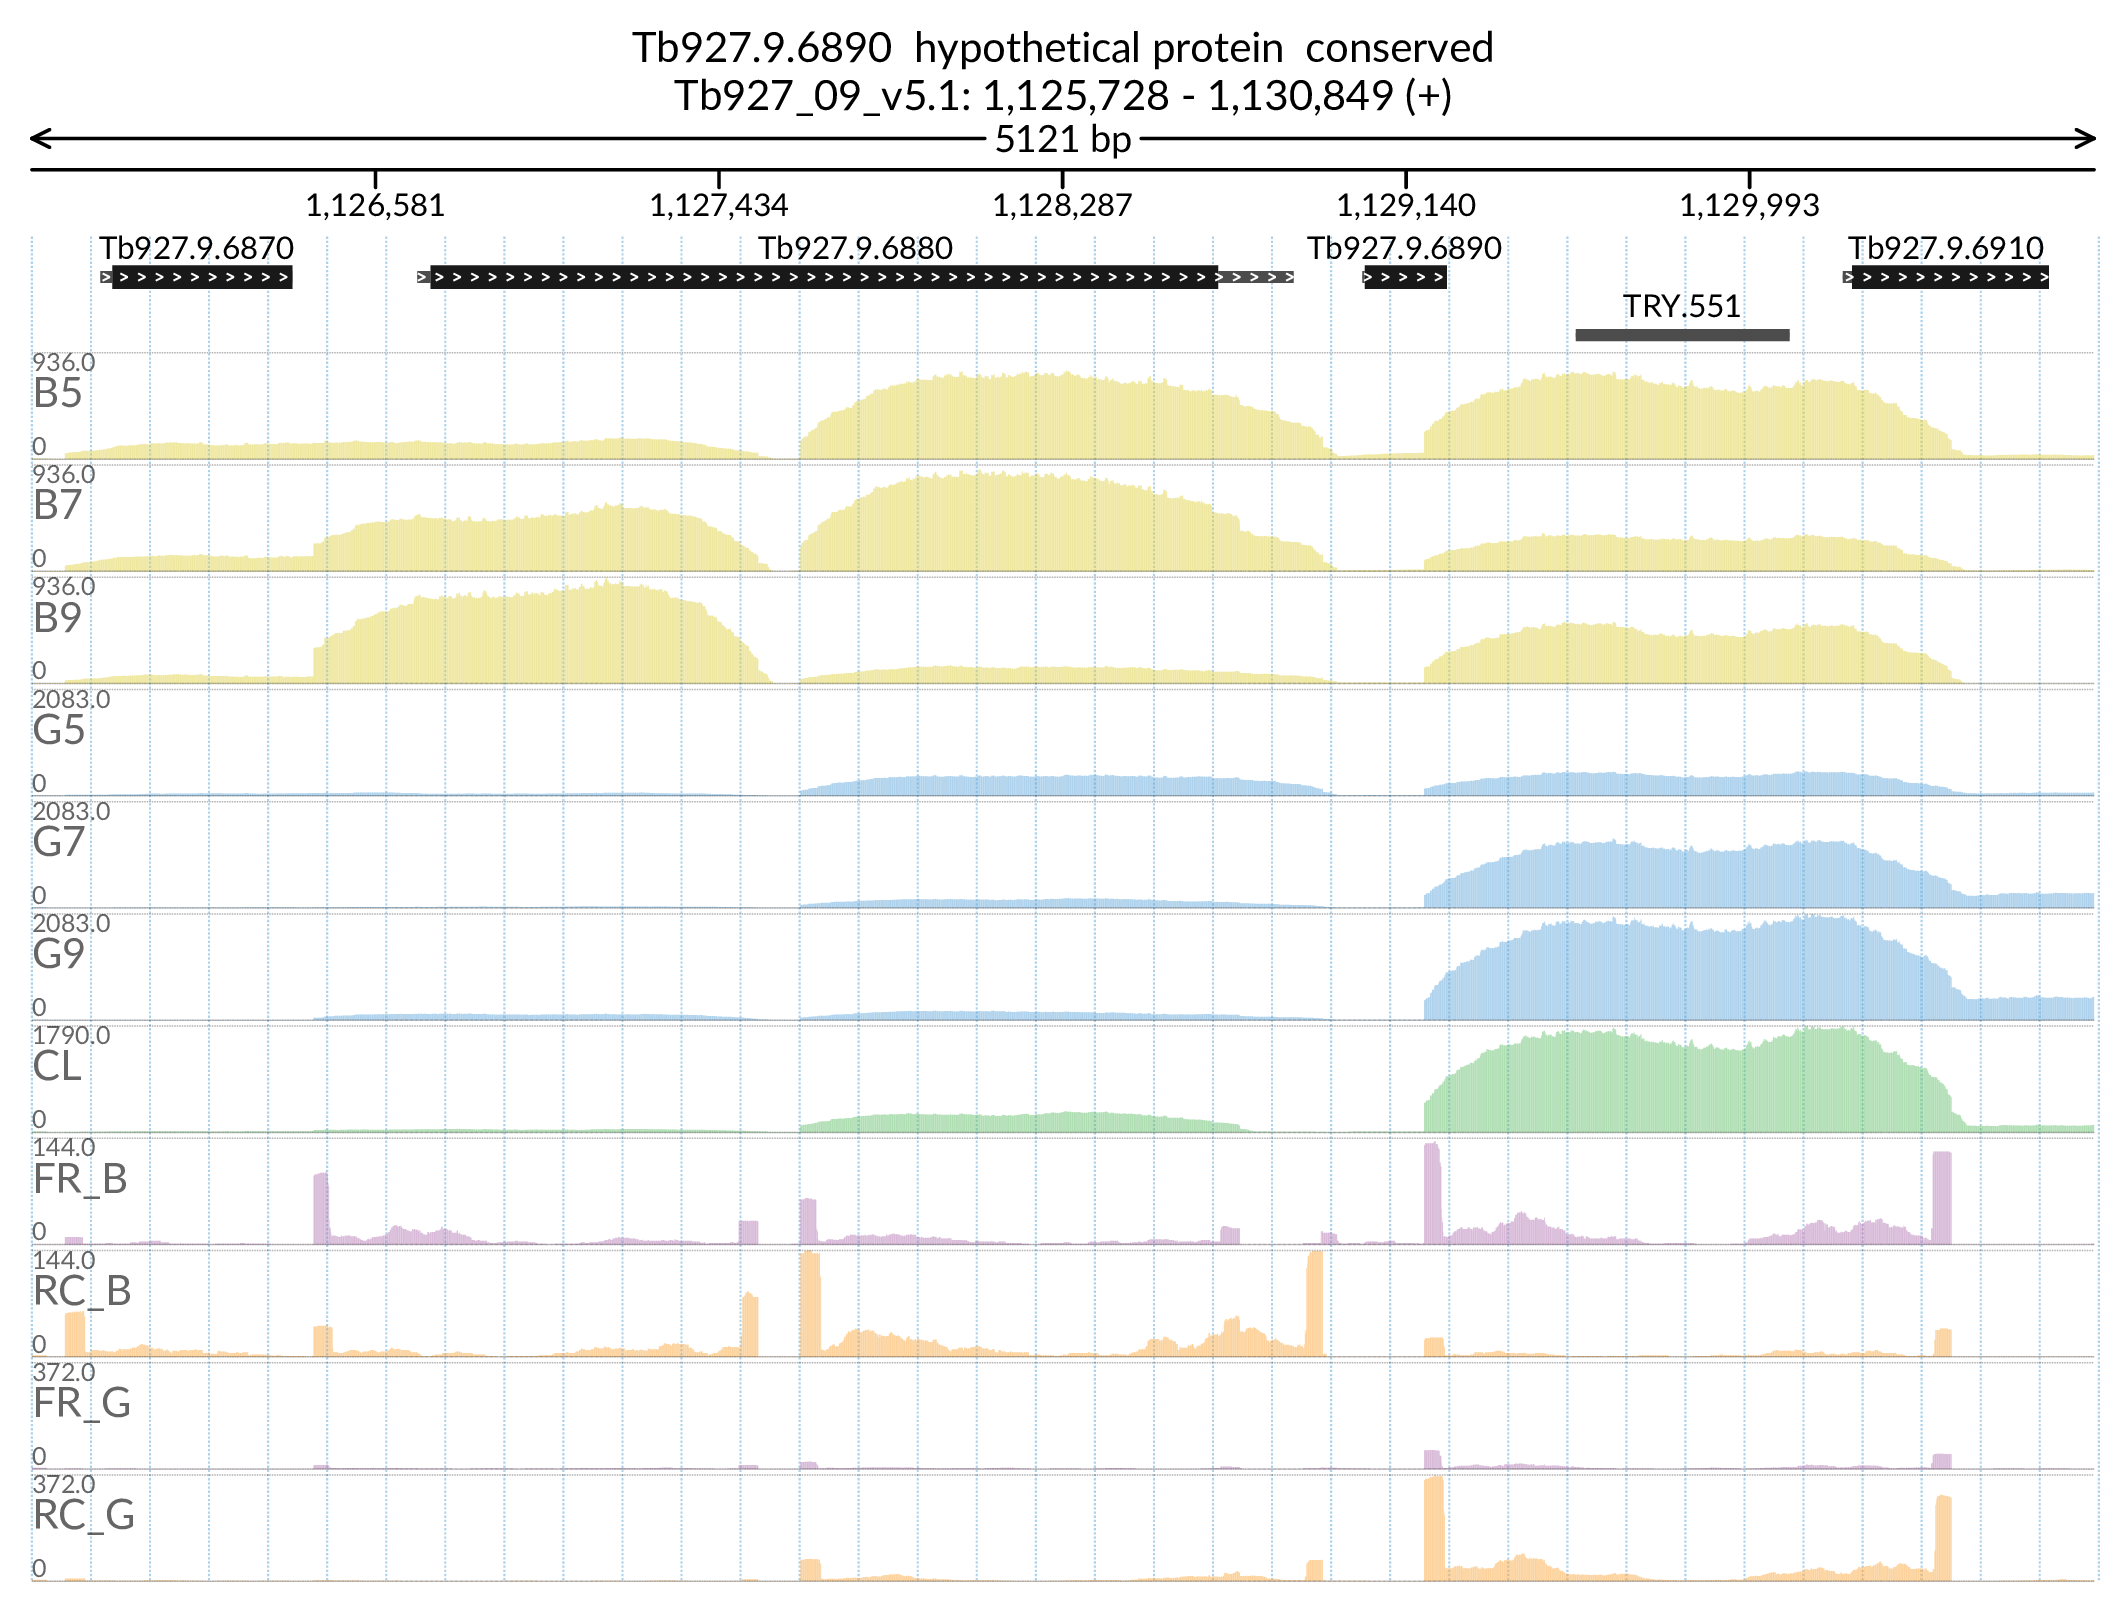 Tb927.9.6890 hypothetical protein conserved
Tb927_09_v5.1: 1,125,728 - 1,130,849 (+)
5121 bp
1,126,581 1,127,434 1,128,287 1,129,140 1,129,993
Tb927.9.6870 Tb927.9.6880 Tb927.9.6890 Tb927.9.6910
TRY.551
936.0
B5
0
936.0
B7
0
936.0
B9
0
2083.0
G5
0
2083.0
G7
0
2083.0
G9
0
1790.0
CL
0
144.0
FR_B
0
144.0
RC_B
0
372.0
FR_G
0
372.0
RC_G
0